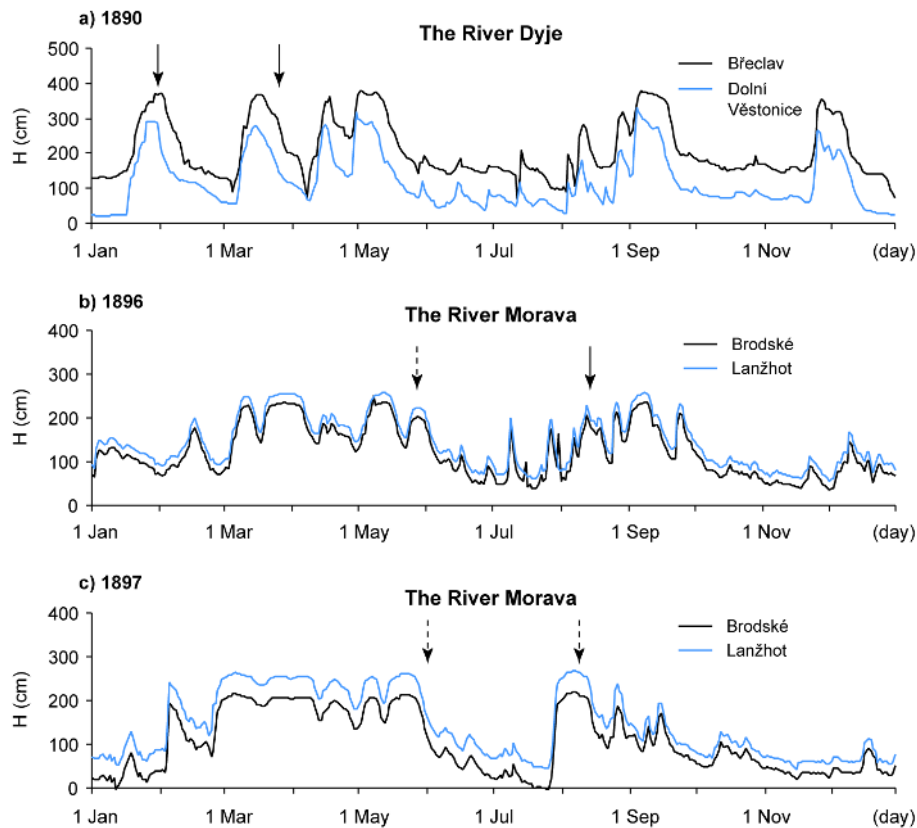 a) 1890
The River Dyje
500
400
300
200
100
0
H (cm)
Břeclav
Dolní
Věstonice
1 Jan
1 Mar
1 May
1 Jul
1 Sep
1 Nov
(day)
b) 1896
The River Morava
400
300
200
100
0
H (cm)
Brodské
Lanžhot
1 Jan
1 Mar
1 May
1 Jul
1 Sep
1 Nov
(day)
c) 1897
The River Morava
400
300
200
100
0
H (cm)
Brodské
Lanžhot
1 Jan
1 Mar
1 May
1 Jul
1 Sep
1 Nov
(day)